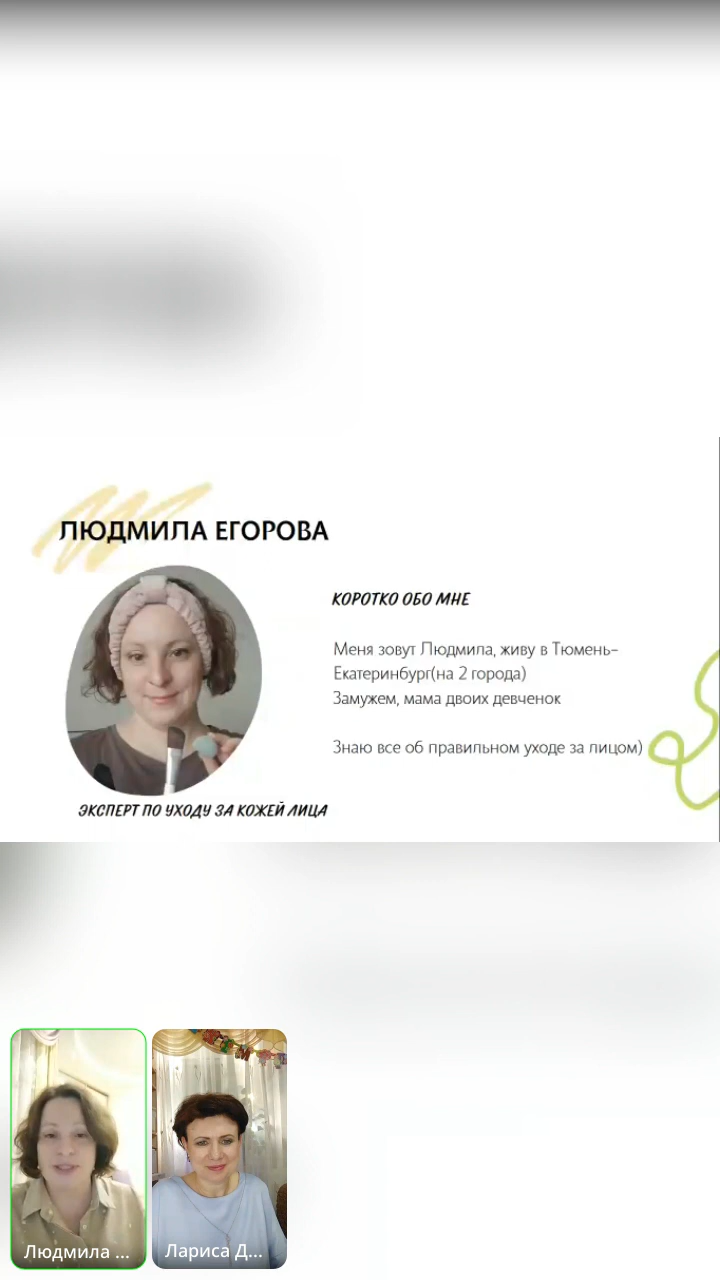 ЛЮДМИЛА ЕГОРОВА
КОРОТКО ОБО МНЕ
Меня зовут Людмила, живу в Тюмень-
Екатеринбург(на 2 города)
Замужем, мама двоих девченок
Знаю все об правильном уходе за лицом)
ЭКСПЕРТ ПО УХОДУ ЗА КОЖЕЙ ЛИЦА
Людмила ...
Лариса Д...